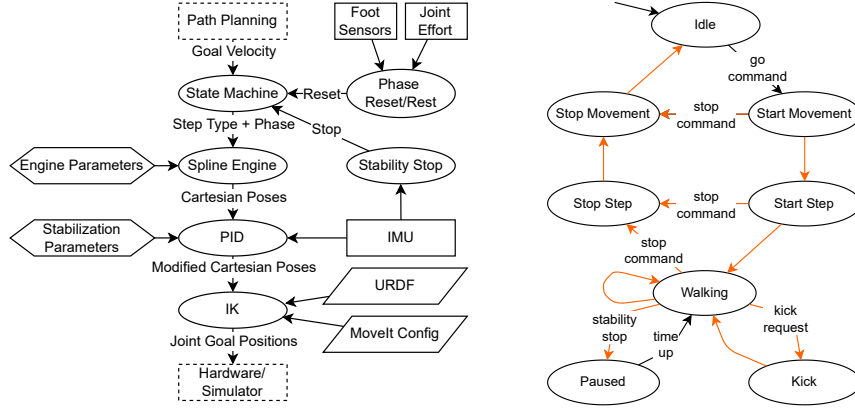 Path Planning
Foot
Sensors
Joint
Effort
Goal Velocity
State Machine
Reset
Phase
Reset/Rest
Step Type + Phase
Stop
Engine Parameters
Spline Engine
Stability Stop
Cartesian Poses
Stabilization
Parameters
PID
IMU
Modified Cartesian Poses
URDF
IK
MoveIt Config
Joint Goal Positions
Hardware/
Simulator
Idle
go
command
Stop Movement
stop
command
Start Movement
Stop Step
stop
command
Start Step
stop
command
Walking
stability
stop
time
up
kick
request
Paused
Kick